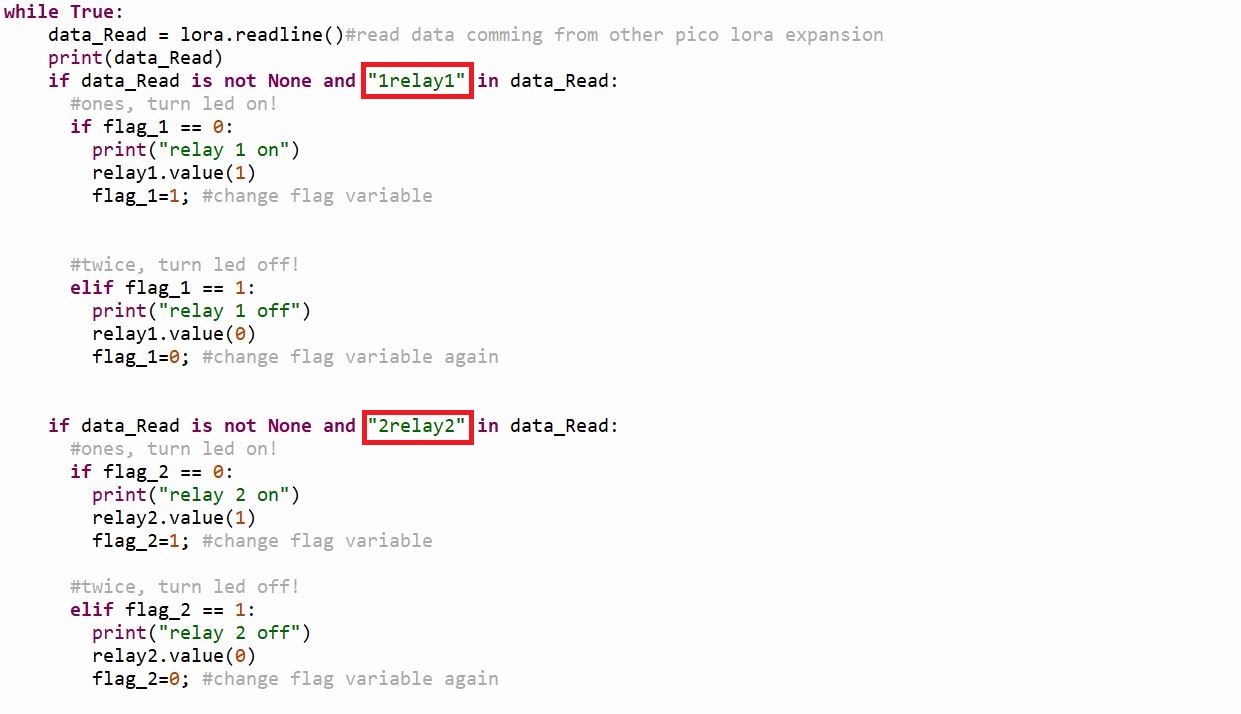 while True:
    data_Read = lora.readline()#read data comming from other pico lora expansion
    print(data_Read)
    if data_Read is not None and "1relay1" in data_Read:
      #ones, turn led on!
      if flag_1 == 0:
        print("relay 1 on")
        relay1.value(1)
        flag_1=1; #change flag variable
      #twice, turn led off!
      elif flag_1 == 1:
        print("relay 1 off")
        relay1.value(0)
        flag_1=0; #change flag variable again
    if data_Read is not None and "2relay2" in data_Read:
      #ones, turn led on!
      if flag_2 == 0:
        print("relay 2 on")
        relay2.value(1)
        flag_2=1; #change flag variable
      #twice, turn led off!
      elif flag_2 == 1:
        print("relay 2 off")
        relay2.value(0)
        flag_2=0; #change flag variable again